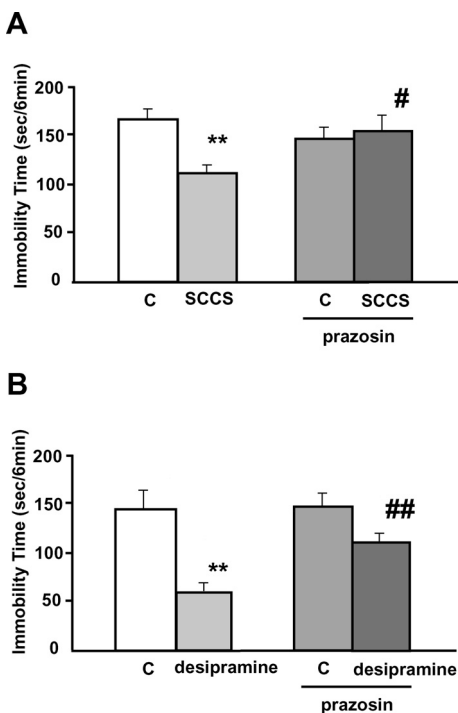 A
Immobility Time (sec/6min)
200
150
100
50
0
**
#
C SCCS C SCCS
prazosin
B
Immobility Time (sec/6min)
200
150
100
50
0
**
##
C desipramine C desipramine
prazosin